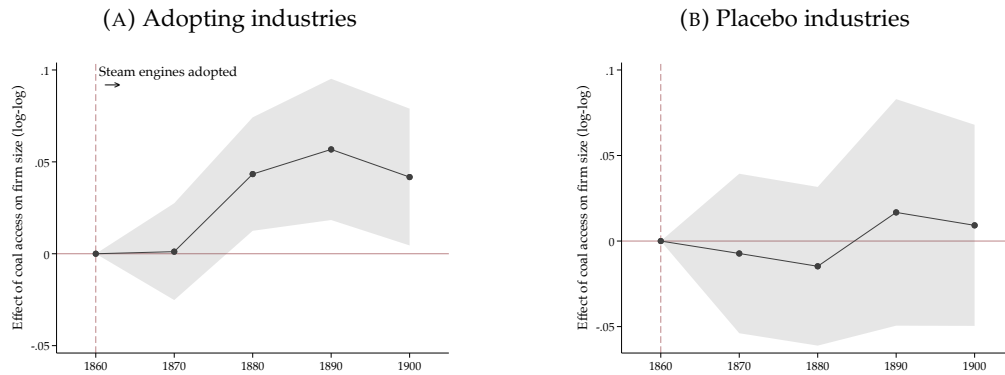 (A) Adopting industries
Effect of coal access on firm size (log-log)
.1
.05
0
-.05
Steam engines adopted
1860 1870 1880 1890 1900
(B) Placebo industries
Effect of coal access on firm size (log-log)
.1
.05
0
-.05
1860 1870 1880 1890 1900